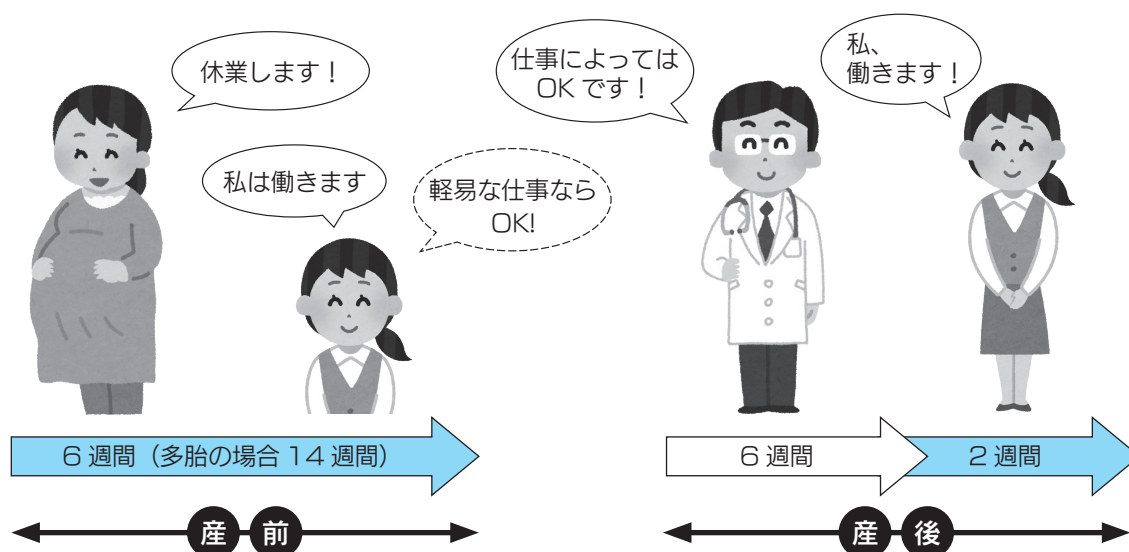 休業します！
私は働きます
軽易な仕事なら
OK!
仕事によっては
OKです！
私、
働きます！
6週間（多胎の場合14週間）
6週間
2週間
産前
産後